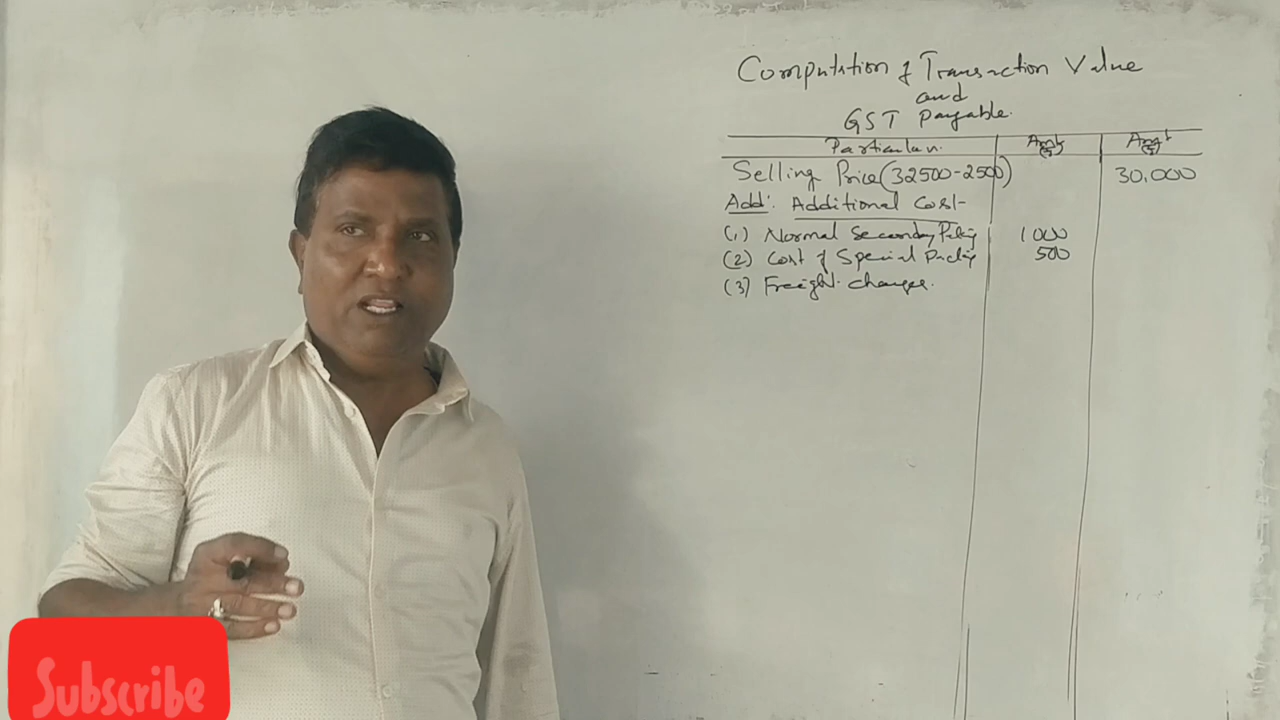 Computation of Transaction Value
and
GST Payable.
Particulars. Amt (₹) Amt (₹)
Selling Price (32500-2500) 30,000
Add: Additional Cost-
(1) Normal Secondary Packing 1000
(2) Cost of Special Packing 500
(3) Freight charges.
Subscribe